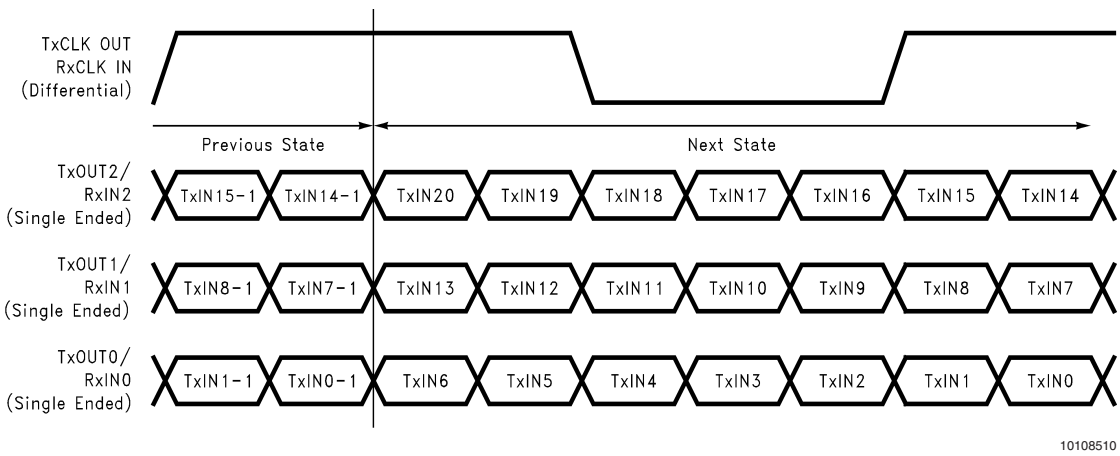 TxCLK OUT
RxCLK IN
(Differential)
Previous State
Next State
TxOUT2/
RxIN2
(Single Ended)
TxIN15-1 TxIN14-1 TxIN20 TxIN19 TxIN18 TxIN17 TxIN16 TxIN15 TxIN14
TxOUT1/
RxIN1
(Single Ended)
TxIN8-1 TxIN7-1 TxIN13 TxIN12 TxIN11 TxIN10 TxIN9 TxIN8 TxIN7
TxOUT0/
RxIN0
(Single Ended)
TxIN1-1 TxIN0-1 TxIN6 TxIN5 TxIN4 TxIN3 TxIN2 TxIN1 TxIN0
10108510